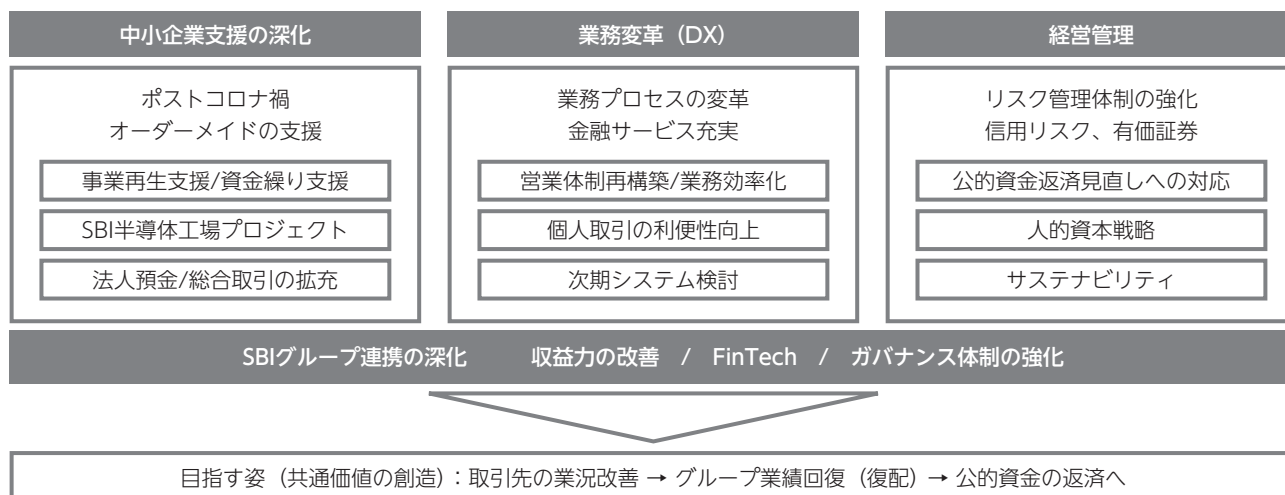 中小企業支援の深化
ポストコロナ禍
オーダーメイドの支援
事業再生支援/資金繰り支援
SBI半導体工場プロジェクト
法人預金/総合取引の拡充
業務変革（DX）
業務プロセスの変革
金融サービス充実
営業体制再構築/業務効率化
個人取引の利便性向上
次期システム検討
経営管理
リスク管理体制の強化
信用リスク、有価証券
公的資金返済見直しへの対応
人的資本戦略
サステナビリティ
SBIグループ連携の深化　　収益力の改善　/　FinTech　/　ガバナンス体制の強化
目指す姿（共通価値の創造）：取引先の業況改善 → グループ業績回復（復配）→ 公的資金の返済へ